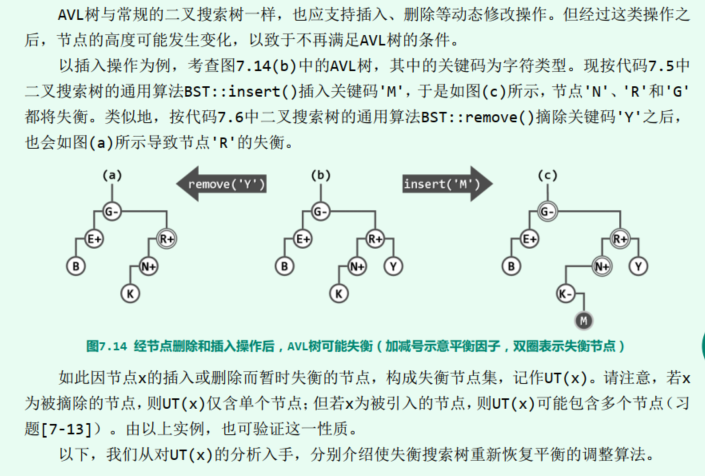 AVL树与常规的二叉搜索树一样，也应支持插入、删除等动态修改操作。但经过这类操作之
后，节点的高度可能发生变化，以致于不再满足AVL树的条件。
以插入操作为例，考查图7.14(b)中的AVL树，其中的关键码为字符类型。现按代码7.5中
二叉搜索树的通用算法BST::insert()插入关键码'M'，于是如图(c)所示，节点'N'、'R'和'G'
都将失衡。类似地，按代码7.6中二叉搜索树的通用算法BST::remove()摘除关键码'Y'之后，
也会如图(a)所示导致节点'R'的失衡。
(a) remove('Y') (b) insert('M') (c)
G- G- G-
E+ R+ E+ R+ E+ R+
B N+ B N+ Y B N+ Y
K K K-
M
图7.14 经节点删除和插入操作后，AVL树可能失衡（加减号示意平衡因子，双圈表示失衡节点）
如此因节点x的插入或删除而暂时失衡的节点，构成失衡节点集，记作UT(x)。请注意，若x
为被摘除的节点，则UT(x)仅含单个节点；但若x为被引入的节点，则UT(x)可能包含多个节点（习
题[7-13]）。由以上实例，也可验证这一性质。
以下，我们从对UT(x)的分析入手，分别介绍使失衡搜索树重新恢复平衡的调整算法。